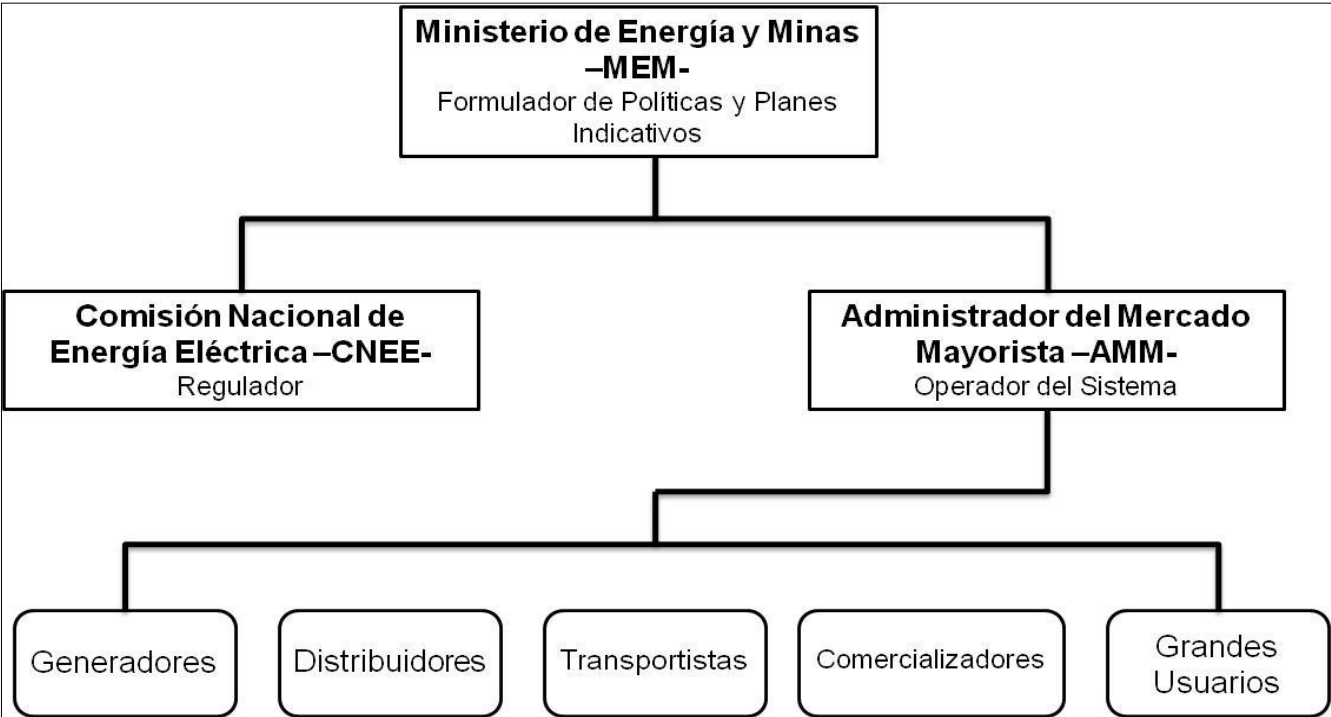 Ministerio de Energía y Minas
–MEM-
Formulador de Políticas y Planes
Indicativos
Comisión Nacional de
Energía Eléctrica –CNEE-
Regulador
Administrador del Mercado
Mayorista –AMM-
Operador del Sistema
Generadores
Distribuidores
Transportistas
Comercializadores
Grandes
Usuarios